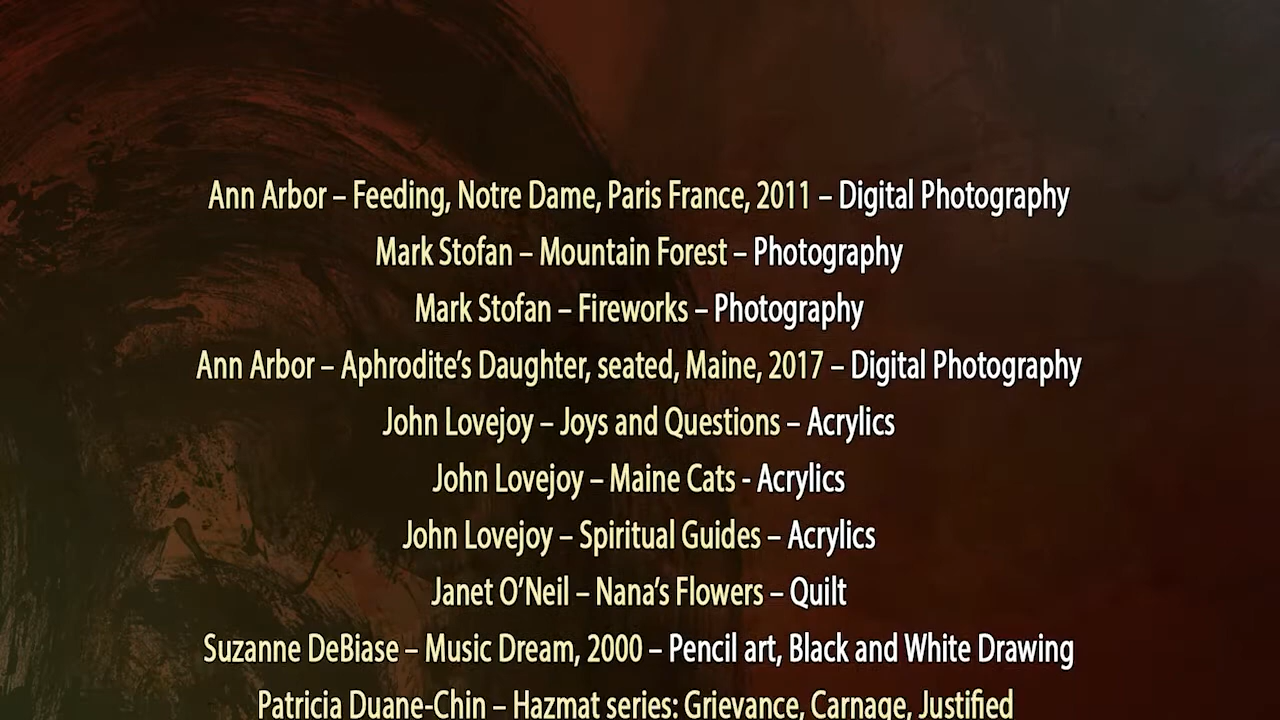 Ann Arbor – Feeding, Notre Dame, Paris France, 2011 – Digital Photography
Mark Stofan – Mountain Forest – Photography
Mark Stofan – Fireworks – Photography
Ann Arbor – Aphrodite’s Daughter, seated, Maine, 2017 – Digital Photography
John Lovejoy – Joys and Questions – Acrylics
John Lovejoy – Maine Cats - Acrylics
John Lovejoy – Spiritual Guides – Acrylics
Janet O’Neil – Nana’s Flowers – Quilt
Suzanne DeBiase – Music Dream, 2000 – Pencil art, Black and White Drawing
Patricia Duane-Chin – Hazmat series: Grievance, Carnage, Justified